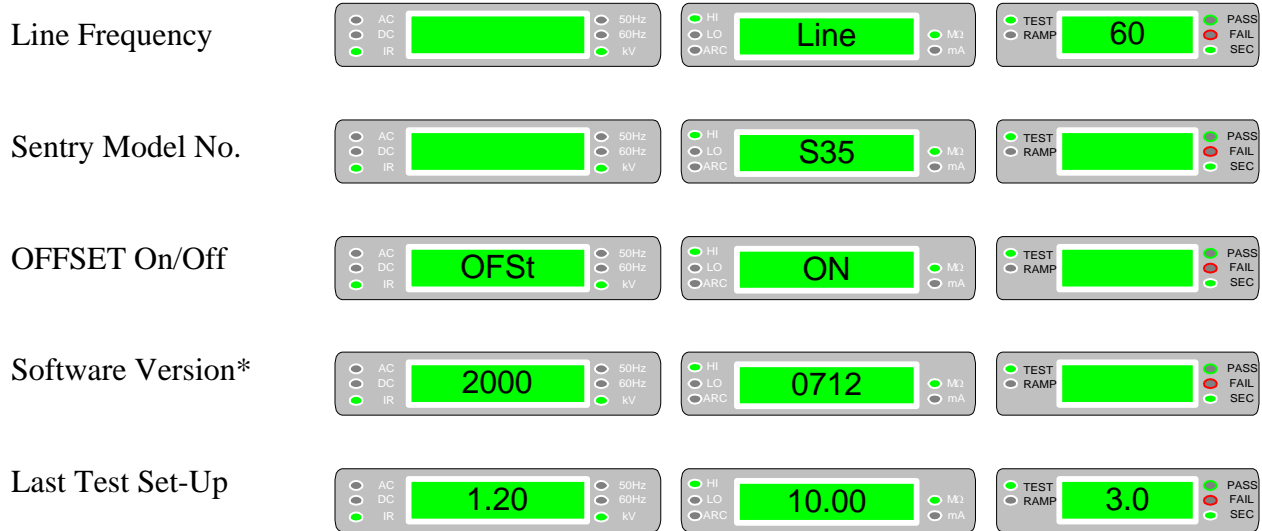 Line Frequency
AC 50Hz HI TEST PASS
DC 60Hz LO Line MΩ RAMP 60 FAIL
IR kV ARC mA SEC
Sentry Model No.
AC 50Hz HI TEST PASS
DC 60Hz LO S35 MΩ RAMP FAIL
IR kV ARC mA SEC
OFFSET On/Off
AC 50Hz HI TEST PASS
DC OFSt 60Hz LO ON MΩ RAMP FAIL
IR kV ARC mA SEC
Software Version*
AC 50Hz HI TEST PASS
DC 2000 60Hz LO 0712 MΩ RAMP FAIL
IR kV ARC mA SEC
Last Test Set-Up
AC 50Hz HI TEST PASS
DC 1.20 60Hz LO 10.00 MΩ RAMP 3.0 FAIL
IR kV ARC mA SEC